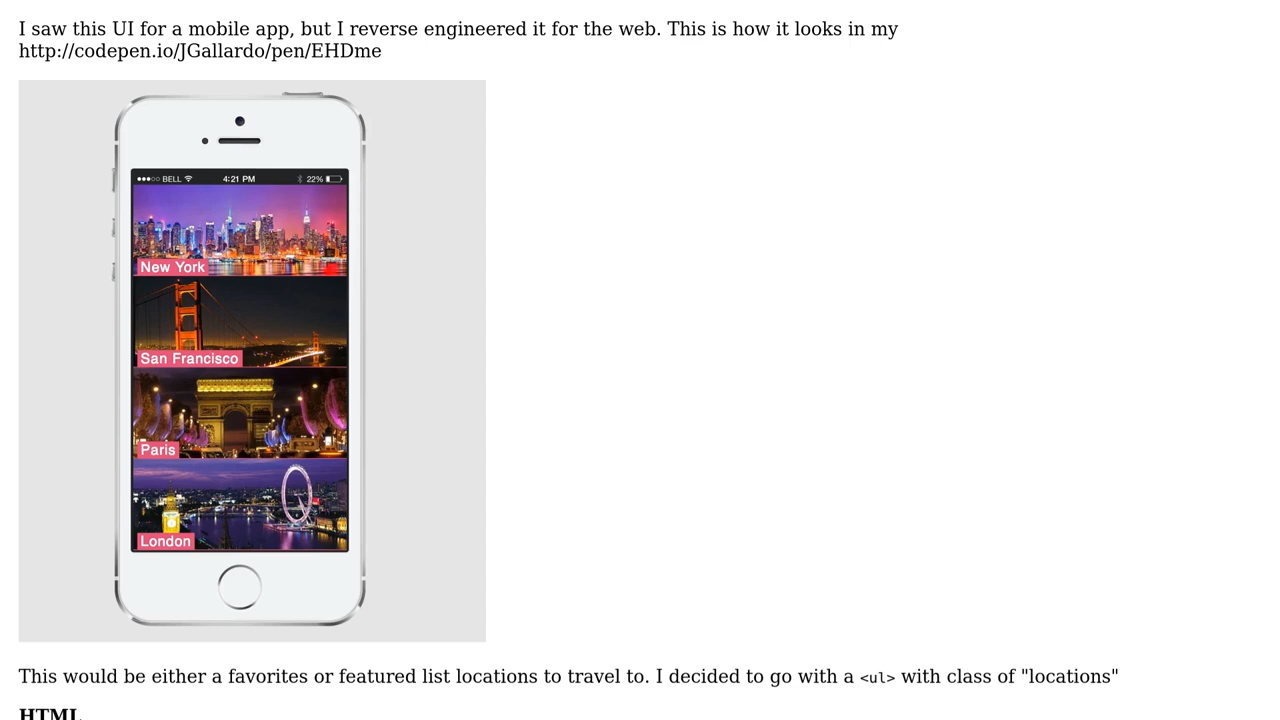 I saw this UI for a mobile app, but I reverse engineered it for the web. This is how it looks in my
http://codepen.io/JGallardo/pen/EHDme
BELL 4:21 PM 22%
New York
San Francisco
Paris
London
This would be either a favorites or featured list locations to travel to. I decided to go with a <ul> with class of "locations"
HTML